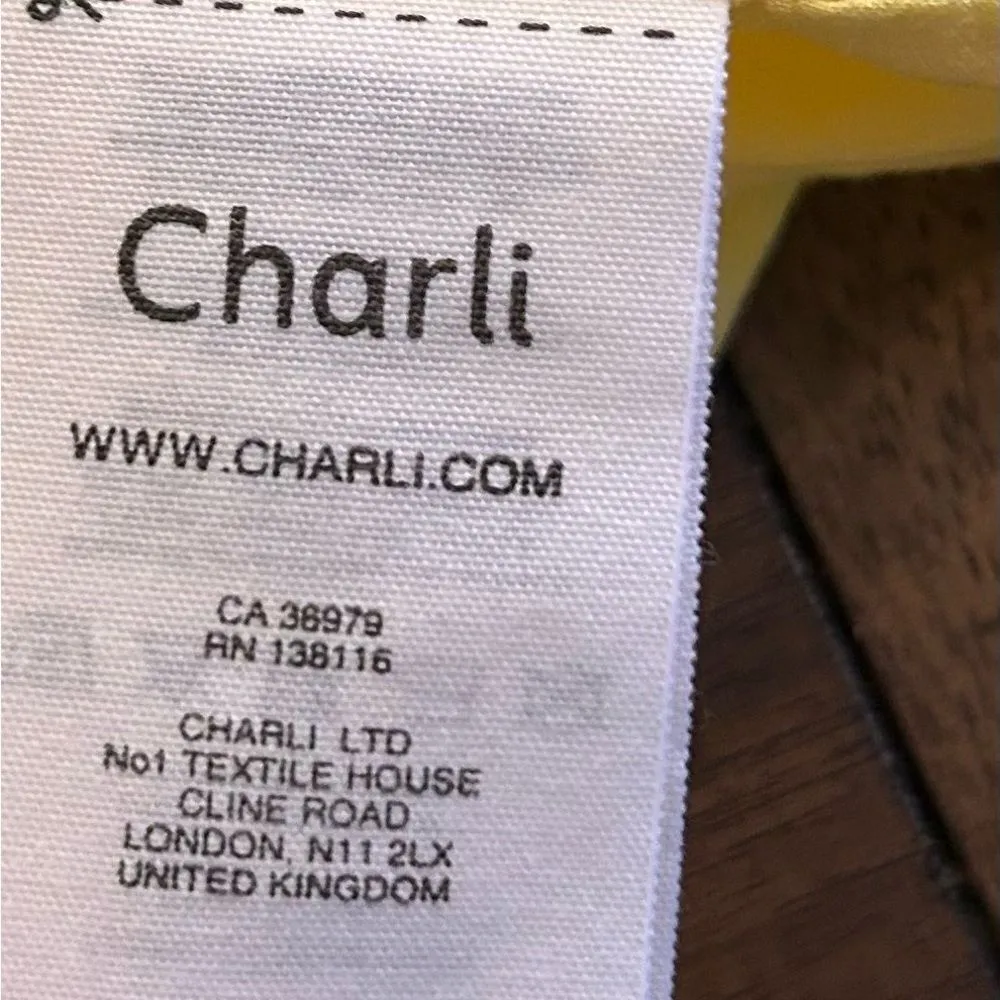 Charli
WWW.CHARLI.COM
CA 36979
RN 138116
CHARLI LTD
No1 TEXTILE HOUSE
CLINE ROAD
LONDON, N11 2LX
UNITED KINGDOM